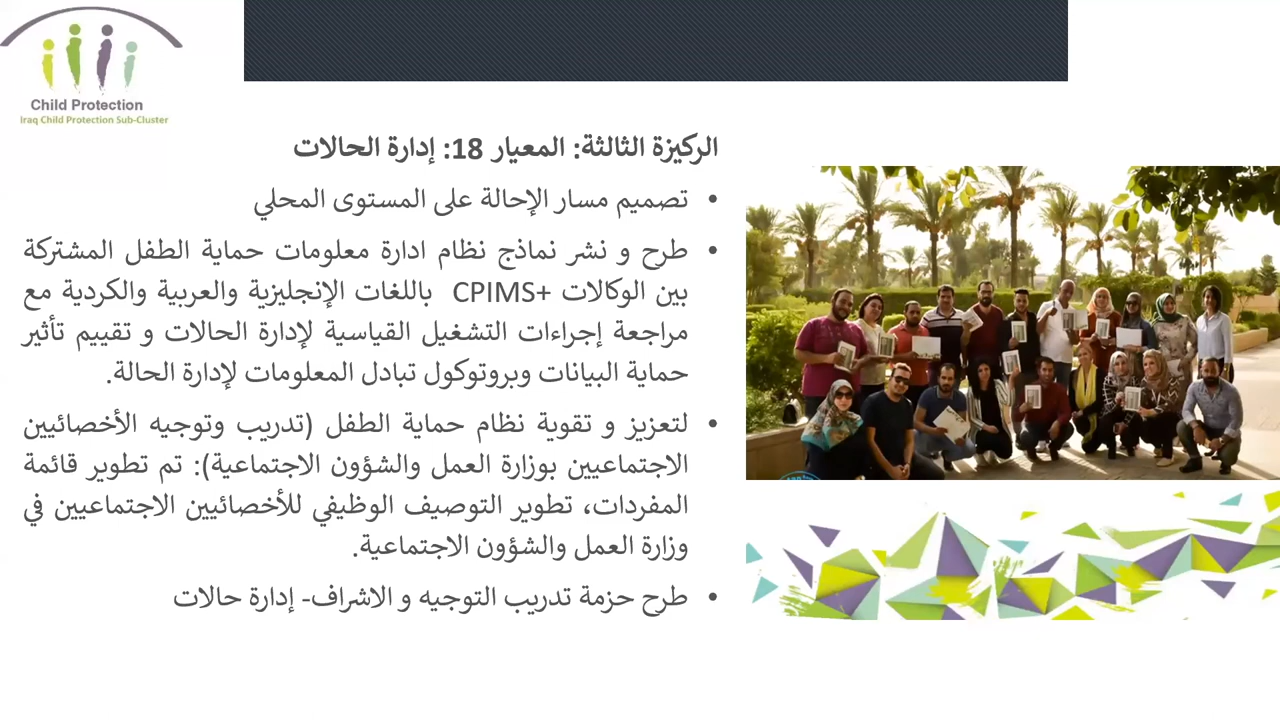 Child Protection
Iraq Child Protection Sub-Cluster
الركيزة الثالثة: المعيار 18: إدارة الحالات
• تصميم مسار الإحالة على المستوى المحلي
• طرح و نشر نماذج نظام ادارة معلومات حماية الطفل المشتركة
بين الوكالات +CPIMS باللغات الإنجليزية والعربية والكردية مع
مراجعة إجراءات التشغيل القياسية لإدارة الحالات و تقييم تأثير
حماية البيانات وبروتوكول تبادل المعلومات لإدارة الحالة.
• لتعزيز و تقوية نظام حماية الطفل (تدريب وتوجيه الأخصائيين
الاجتماعيين بوزارة العمل والشؤون الاجتماعية): تم تطوير قائمة
المفردات، تطوير التوصيف الوظيفي للأخصائيين الاجتماعيين في
وزارة العمل والشؤون الاجتماعية.
• طرح حزمة تدريب التوجيه و الاشراف- إدارة حالات